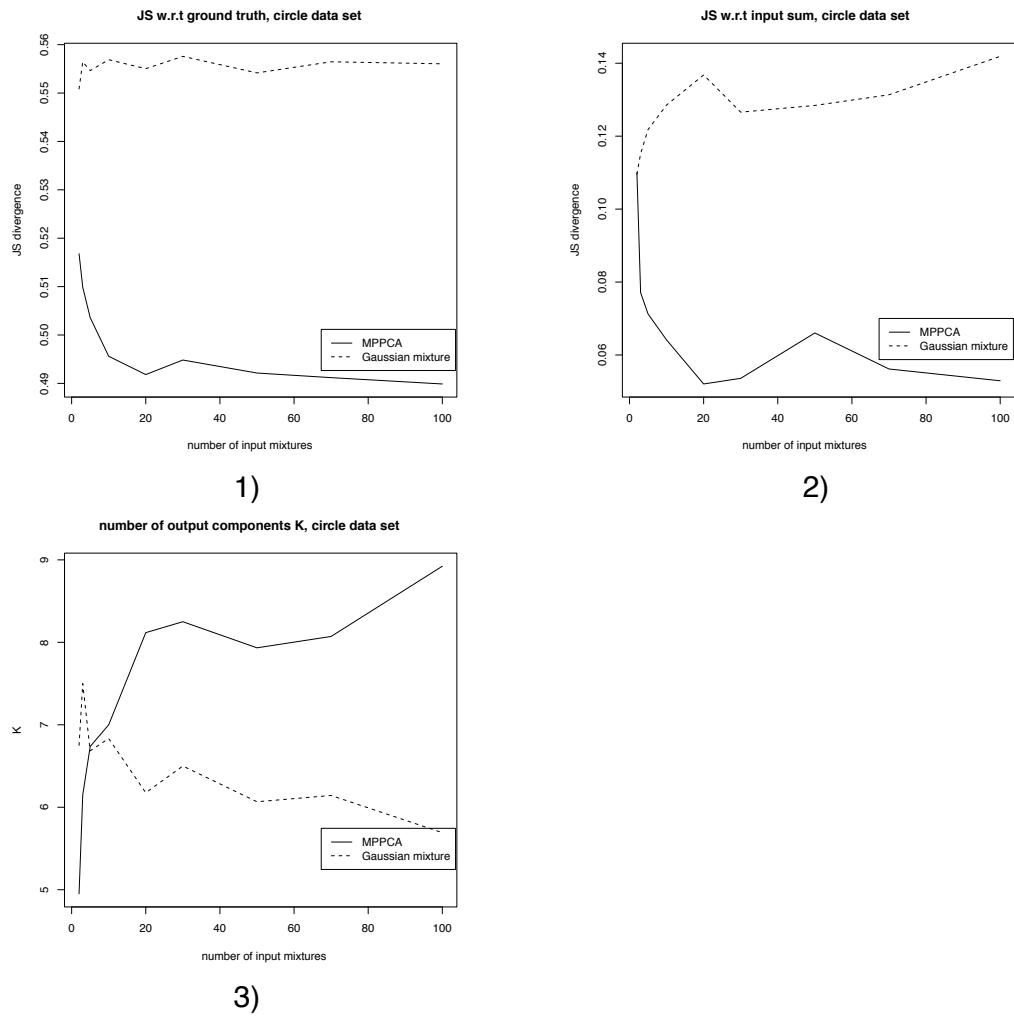 JS w.r.t ground truth, circle data set
JS divergence
0.56
0.55
0.54
0.53
0.52
0.51
0.50
0.49
MPPCA
Gaussian mixture
0 20 40 60 80 100
number of input mixtures
1)
JS w.r.t input sum, circle data set
JS divergence
0.14
0.12
0.10
0.08
0.06
MPPCA
Gaussian mixture
0 20 40 60 80 100
number of input mixtures
2)
number of output components K, circle data set
K
9
8
7
6
5
MPPCA
Gaussian mixture
0 20 40 60 80 100
number of input mixtures
3)